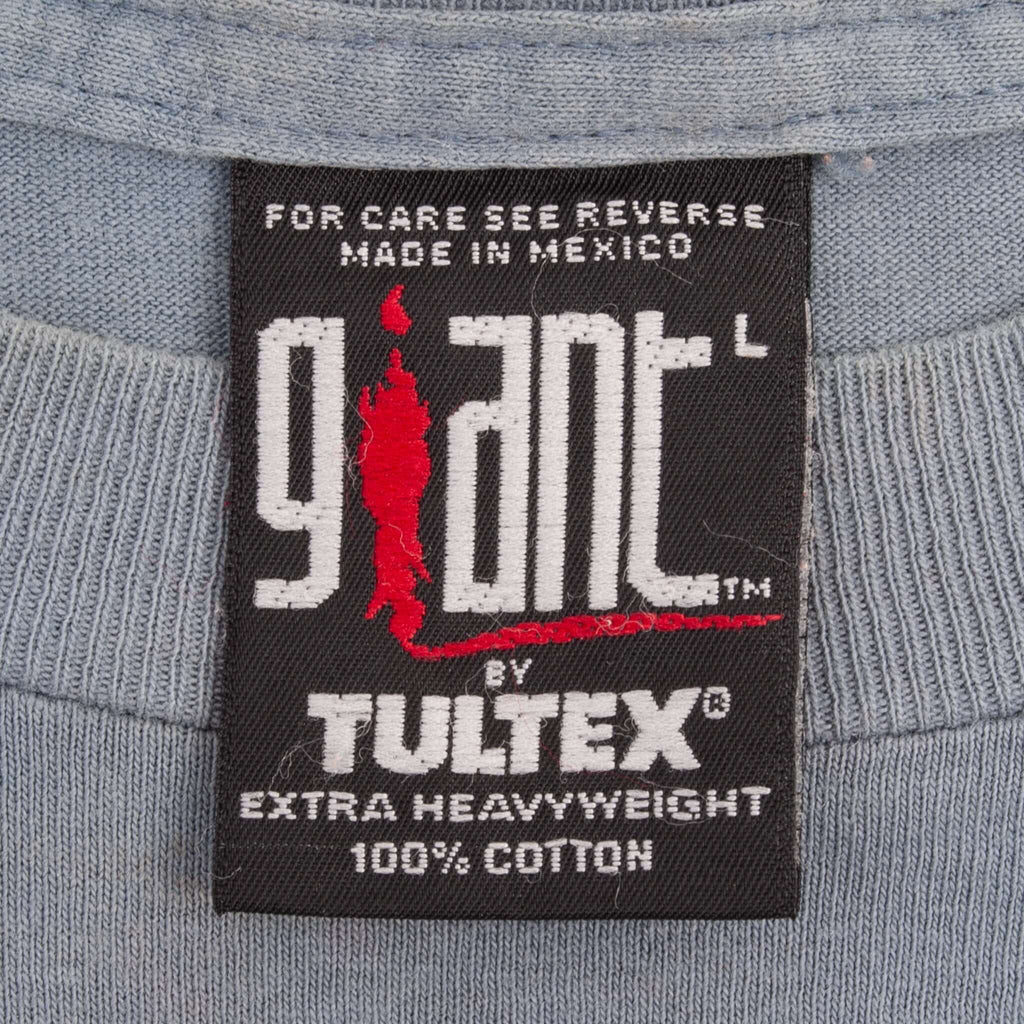 FOR CARE SEE REVERSE
MADE IN MEXICO
giant L
TM
BY
TULTEX®
EXTRA HEAVYWEIGHT
100% COTTON